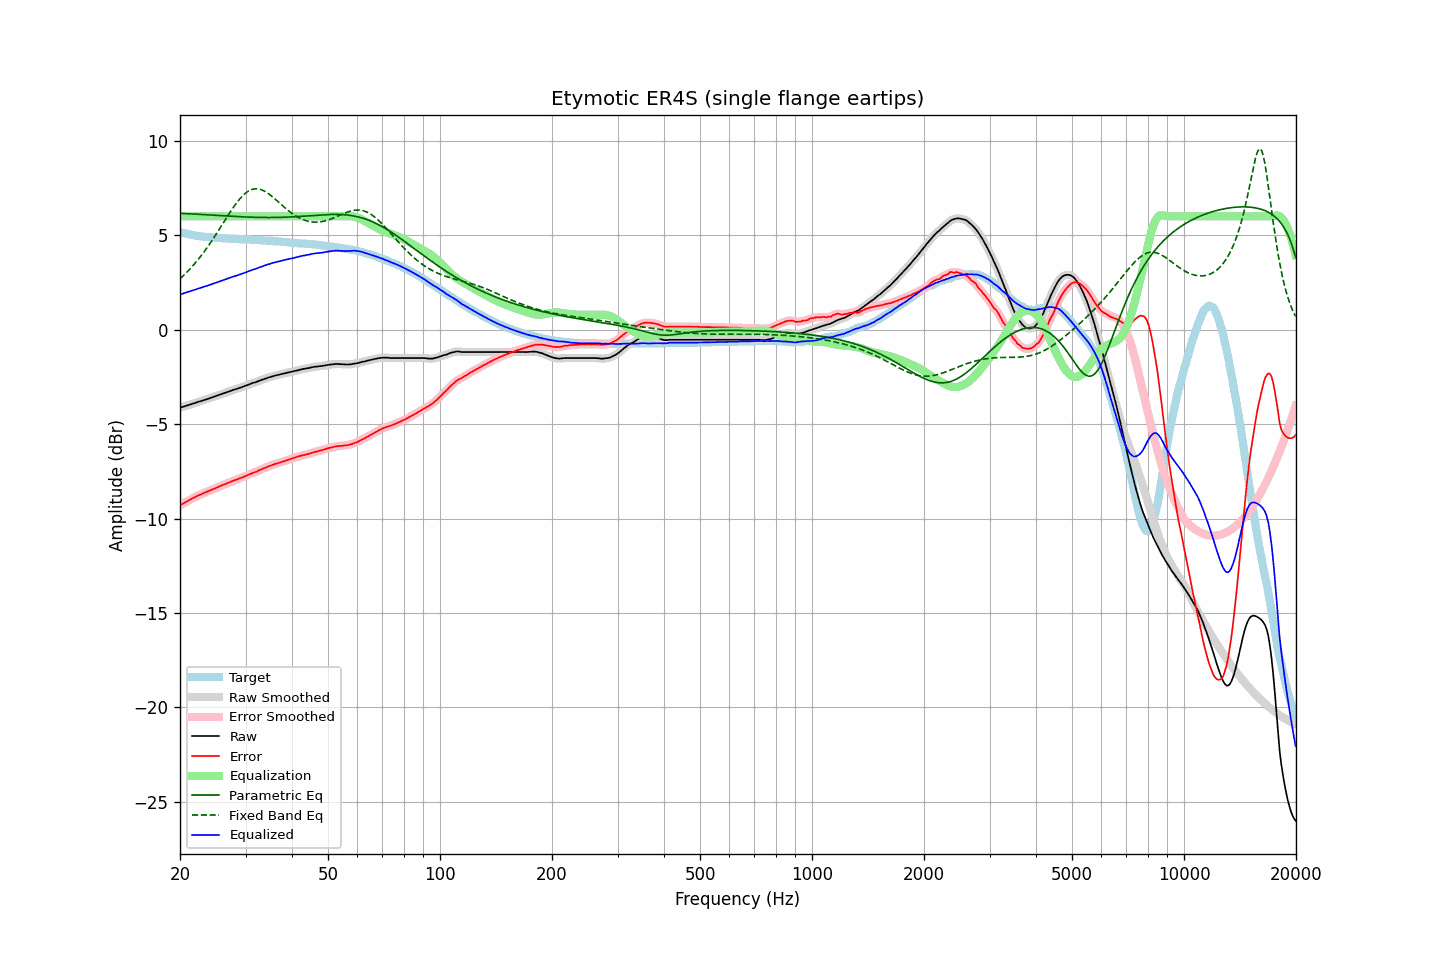 Etymotic ER4S (single flange eartips)
Amplitude (dBr)
10
5
0
−5
−10
−15
−20
−25
Target
Raw Smoothed
Error Smoothed
Raw
Error
Equalization
Parametric Eq
Fixed Band Eq
Equalized
20 50 100 200 500 1000 2000 5000 10000 20000
Frequency (Hz)